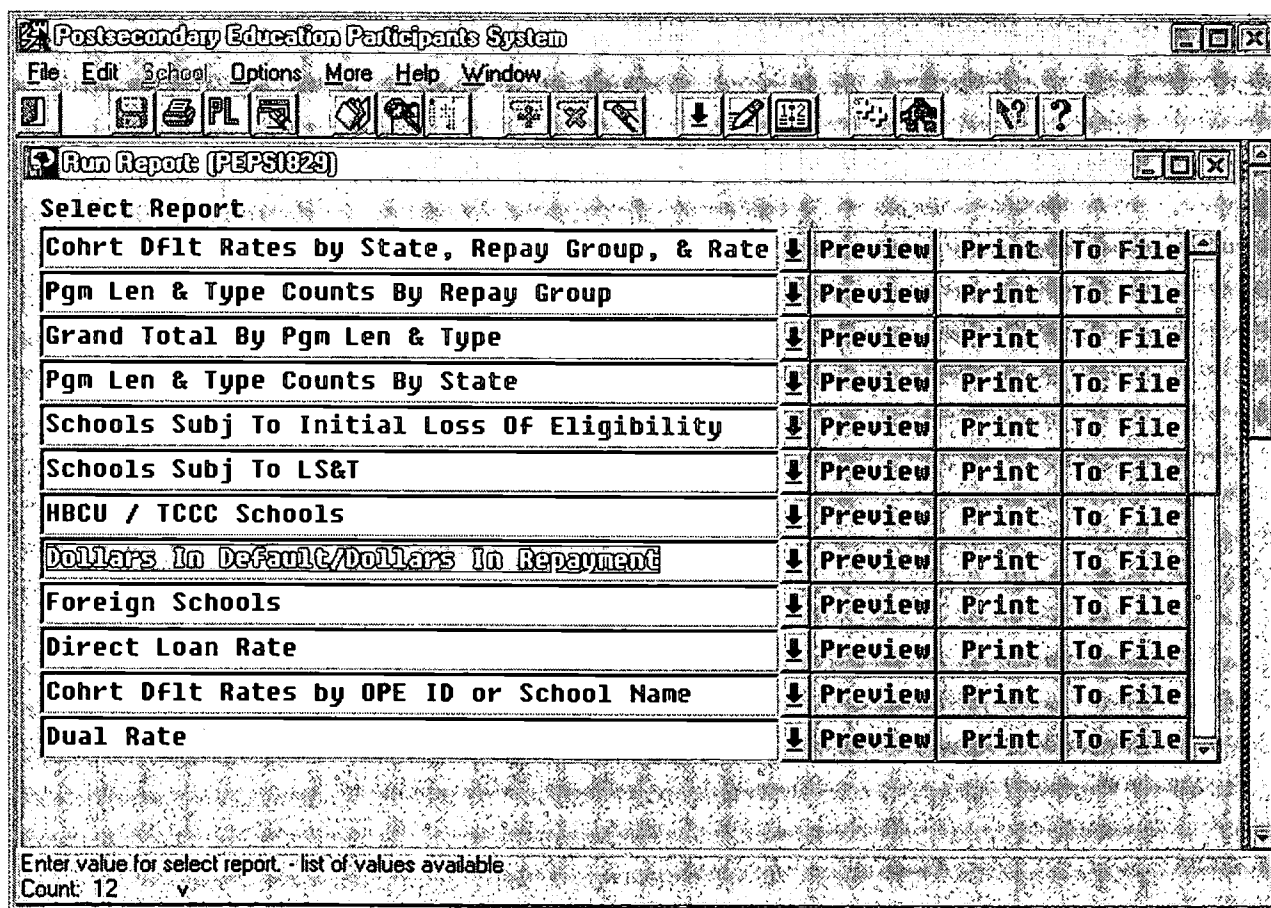 Postsecondary Education Participants System
File Edit School Options More Help Window
PL
Run Report: (PEPS1829)
Select Report
Cohrt Dflt Rates by State, Repay Group, & Rate Preview Print To File
Pgm Len & Type Counts By Repay Group Preview Print To File
Grand Total By Pgm Len & Type Preview Print To File
Pgm Len & Type Counts By State Preview Print To File
Schools Subj To Initial Loss Of Eligibility Preview Print To File
Schools Subj To LS&T Preview Print To File
HBCU / TCCC Schools Preview Print To File
Dollars In Default/Dollars In Repayment Preview Print To File
Foreign Schools Preview Print To File
Direct Loan Rate Preview Print To File
Cohrt Dflt Rates by OPE ID or School Name Preview Print To File
Dual Rate Preview Print To File
Enter value for select report. - list of values available
Count: 12 v